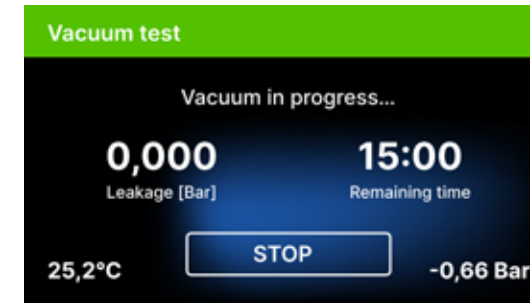 Vacuum test
Vacuum in progress...
0,000 15:00
Leakage [Bar] Remaining time
STOP
25,2°C -0,66 Bar